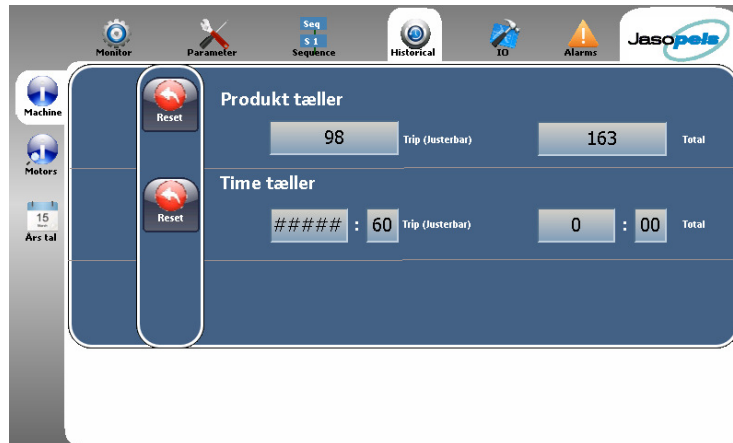 Monitor
Parameter
Seq
S 1
Sequence
Historical
IO
Alarms
Jasopels
Machine
Motors
15
Års tal
Reset
Produkt tæller
98 Trip (Justerbar) 163 Total
Reset
Time tæller
##### : 60 Trip (Justerbar) 0 : 00 Total